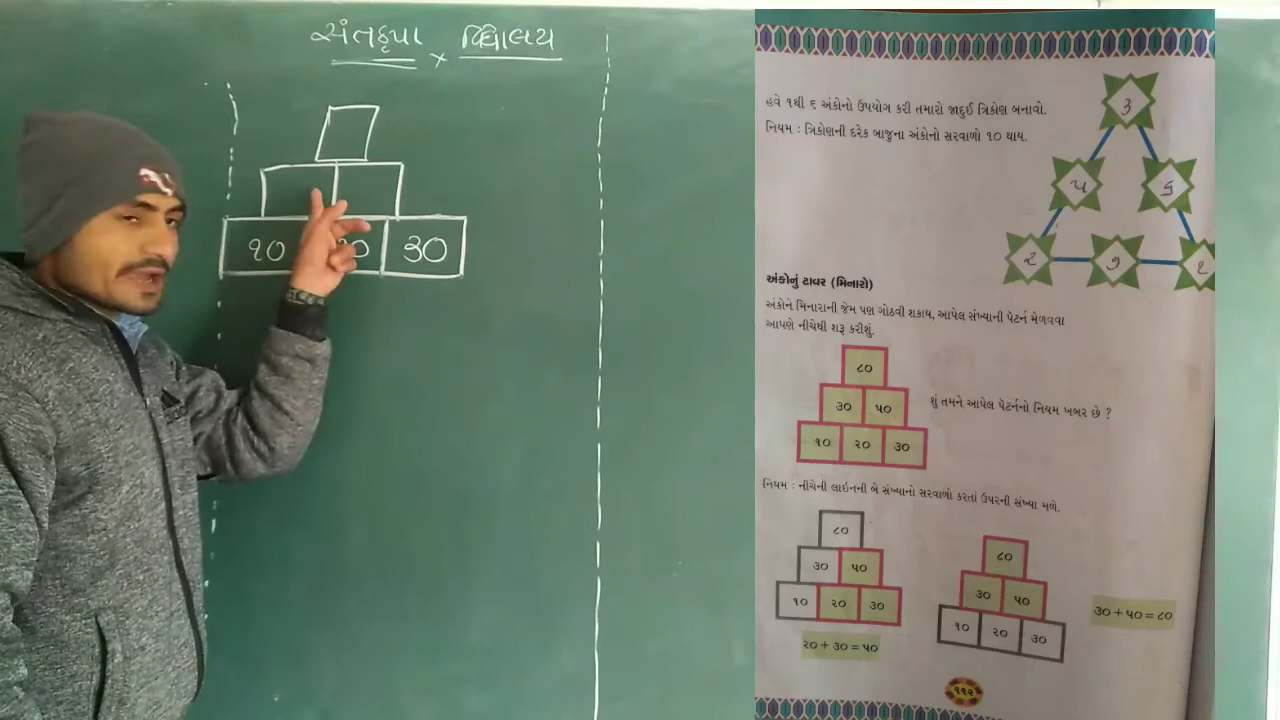 સંતકૃપા × વિદ્યાલય
૧૦ ૩૦
હવે ૧થી ૬ અંકોનો ઉપયોગ કરી તમારો જાદુઈ ત્રિકોણ બનાવો.
નિયમ : ત્રિકોણની દરેક બાજુના અંકોનો સરવાળો ૧૦ થાય.
૩
૫ ૬
૨ ૧
અંકોનું ટાવર (મિનારો)
અંકોને મિનારાની જેમ પણ ગોઠવી શકાય, આપેલ સંખ્યાની પૅટર્ન મેળવવા
આપણે નીચેથી શરૂ કરીશું.
૮૦
૩૦ ૫૦
૧૦ ૨૦ ૩૦
શું તમને આપેલ પૅટર્નનો નિયમ ખબર છે ?
નિયમ : નીચેની લાઇનની બે સંખ્યાનો સરવાળો કરતાં ઉપરની સંખ્યા મળે.
૮૦
૩૦ ૫૦
૧૦ ૨૦ ૩૦
૨૦ + ૩૦ = ૫૦
૮૦
૩૦ ૫૦
૧૦ ૨૦ ૩૦
૩૦ + ૫૦ = ૮૦
૧૧૨